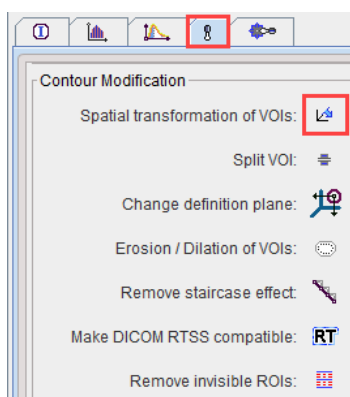 Contour Modification
Spatial transformation of VOIs:
Split VOI:
Change definition plane:
Erosion / Dilation of VOIs:
Remove staircase effect:
Make DICOM RTSS compatible: RT
Remove invisible ROIs: